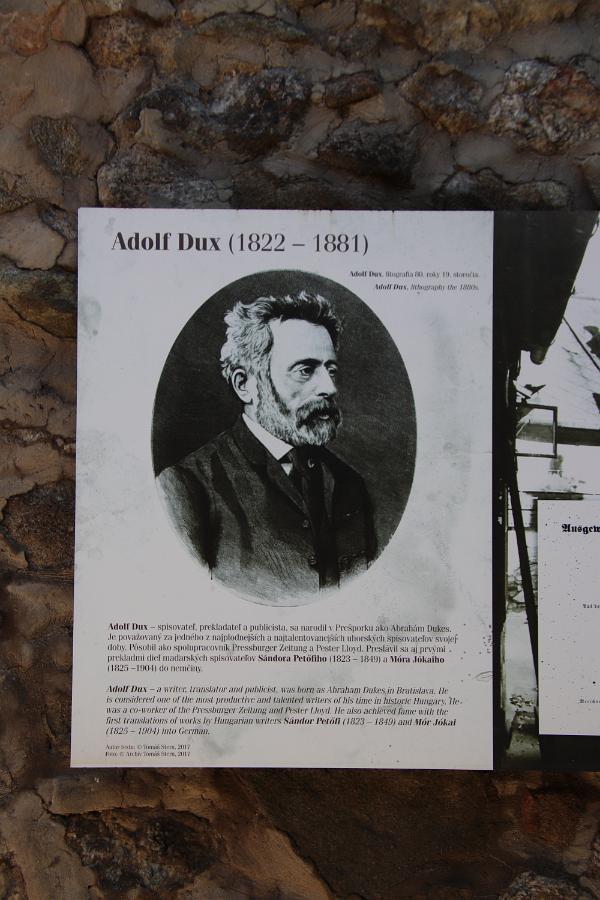 Adolf Dux (1822 – 1881)
Adolf Dux, litografia 80. roky 19. storočia.
Adolf Dux, lithography the 1880s.
Adolf Dux – spisovateľ, prekladateľ a publicista, sa narodil v Prešporku ako Abrahám Dukes.
Je považovaný za jedného z najplodnejších a najtalentovanejších uhorských spisovateľov svojej
doby. Pôsobil ako spolupracovník Pressburger Zeitung a Pester Lloyd. Preslávil sa aj prvými
prekladmi diel maďarských spisovateľov Sándora Petőfiho (1823 – 1849) a Móra Jókaiho
(1825 –1904) do nemčiny.
Adolf Dux – a writer, translator and publicist, was born as Abraham Dukes in Bratislava. He
is considered one of the most productive and talented writers of his time in historic Hungary. He
was a co-worker of the Pressburger Zeitung and Pester Lloyd. He also achieved fame with the
first translations of works by Hungarian writers Sándor Petőfi (1823 – 1849) and Mór Jókai
(1825 – 1904) into German.
Autor textu: © Tomáš Stern, 2017
Foto: © Archív Tomáš Stern, 2017